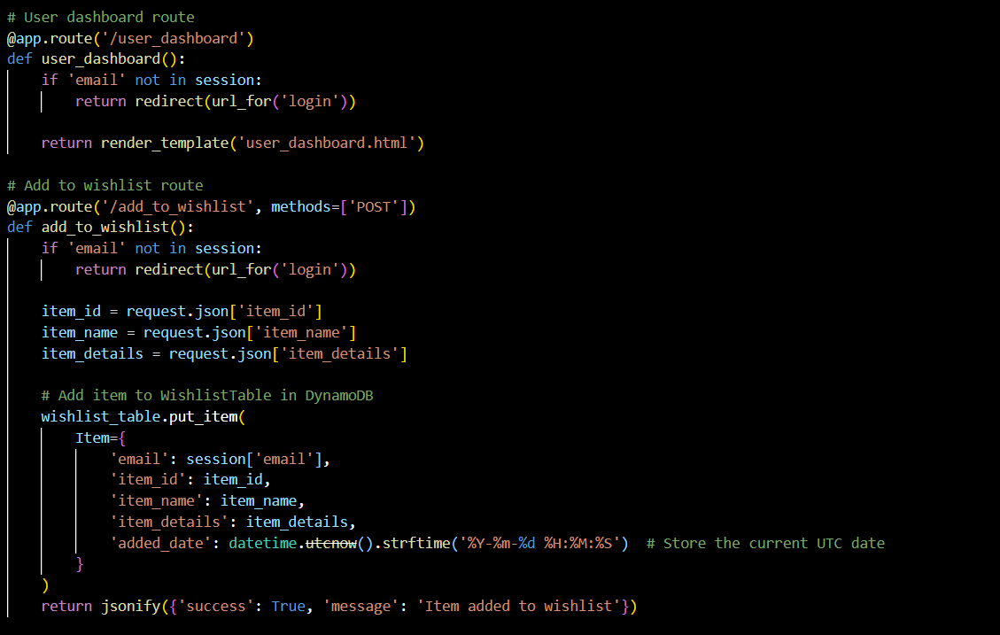 # User dashboard route
@app.route('/user_dashboard')
def user_dashboard():
    if 'email' not in session:
        return redirect(url_for('login'))

    return render_template('user_dashboard.html')

# Add to wishlist route
@app.route('/add_to_wishlist', methods=['POST'])
def add_to_wishlist():
    if 'email' not in session:
        return redirect(url_for('login'))

    item_id = request.json['item_id']
    item_name = request.json['item_name']
    item_details = request.json['item_details']

    # Add item to WishlistTable in DynamoDB
    wishlist_table.put_item(
        Item={
            'email': session['email'],
            'item_id': item_id,
            'item_name': item_name,
            'item_details': item_details,
            'added_date': datetime.utcnow().strftime('%Y-%m-%d %H:%M:%S')  # Store the current UTC date
        }
    )
    return jsonify({'success': True, 'message': 'Item added to wishlist'})